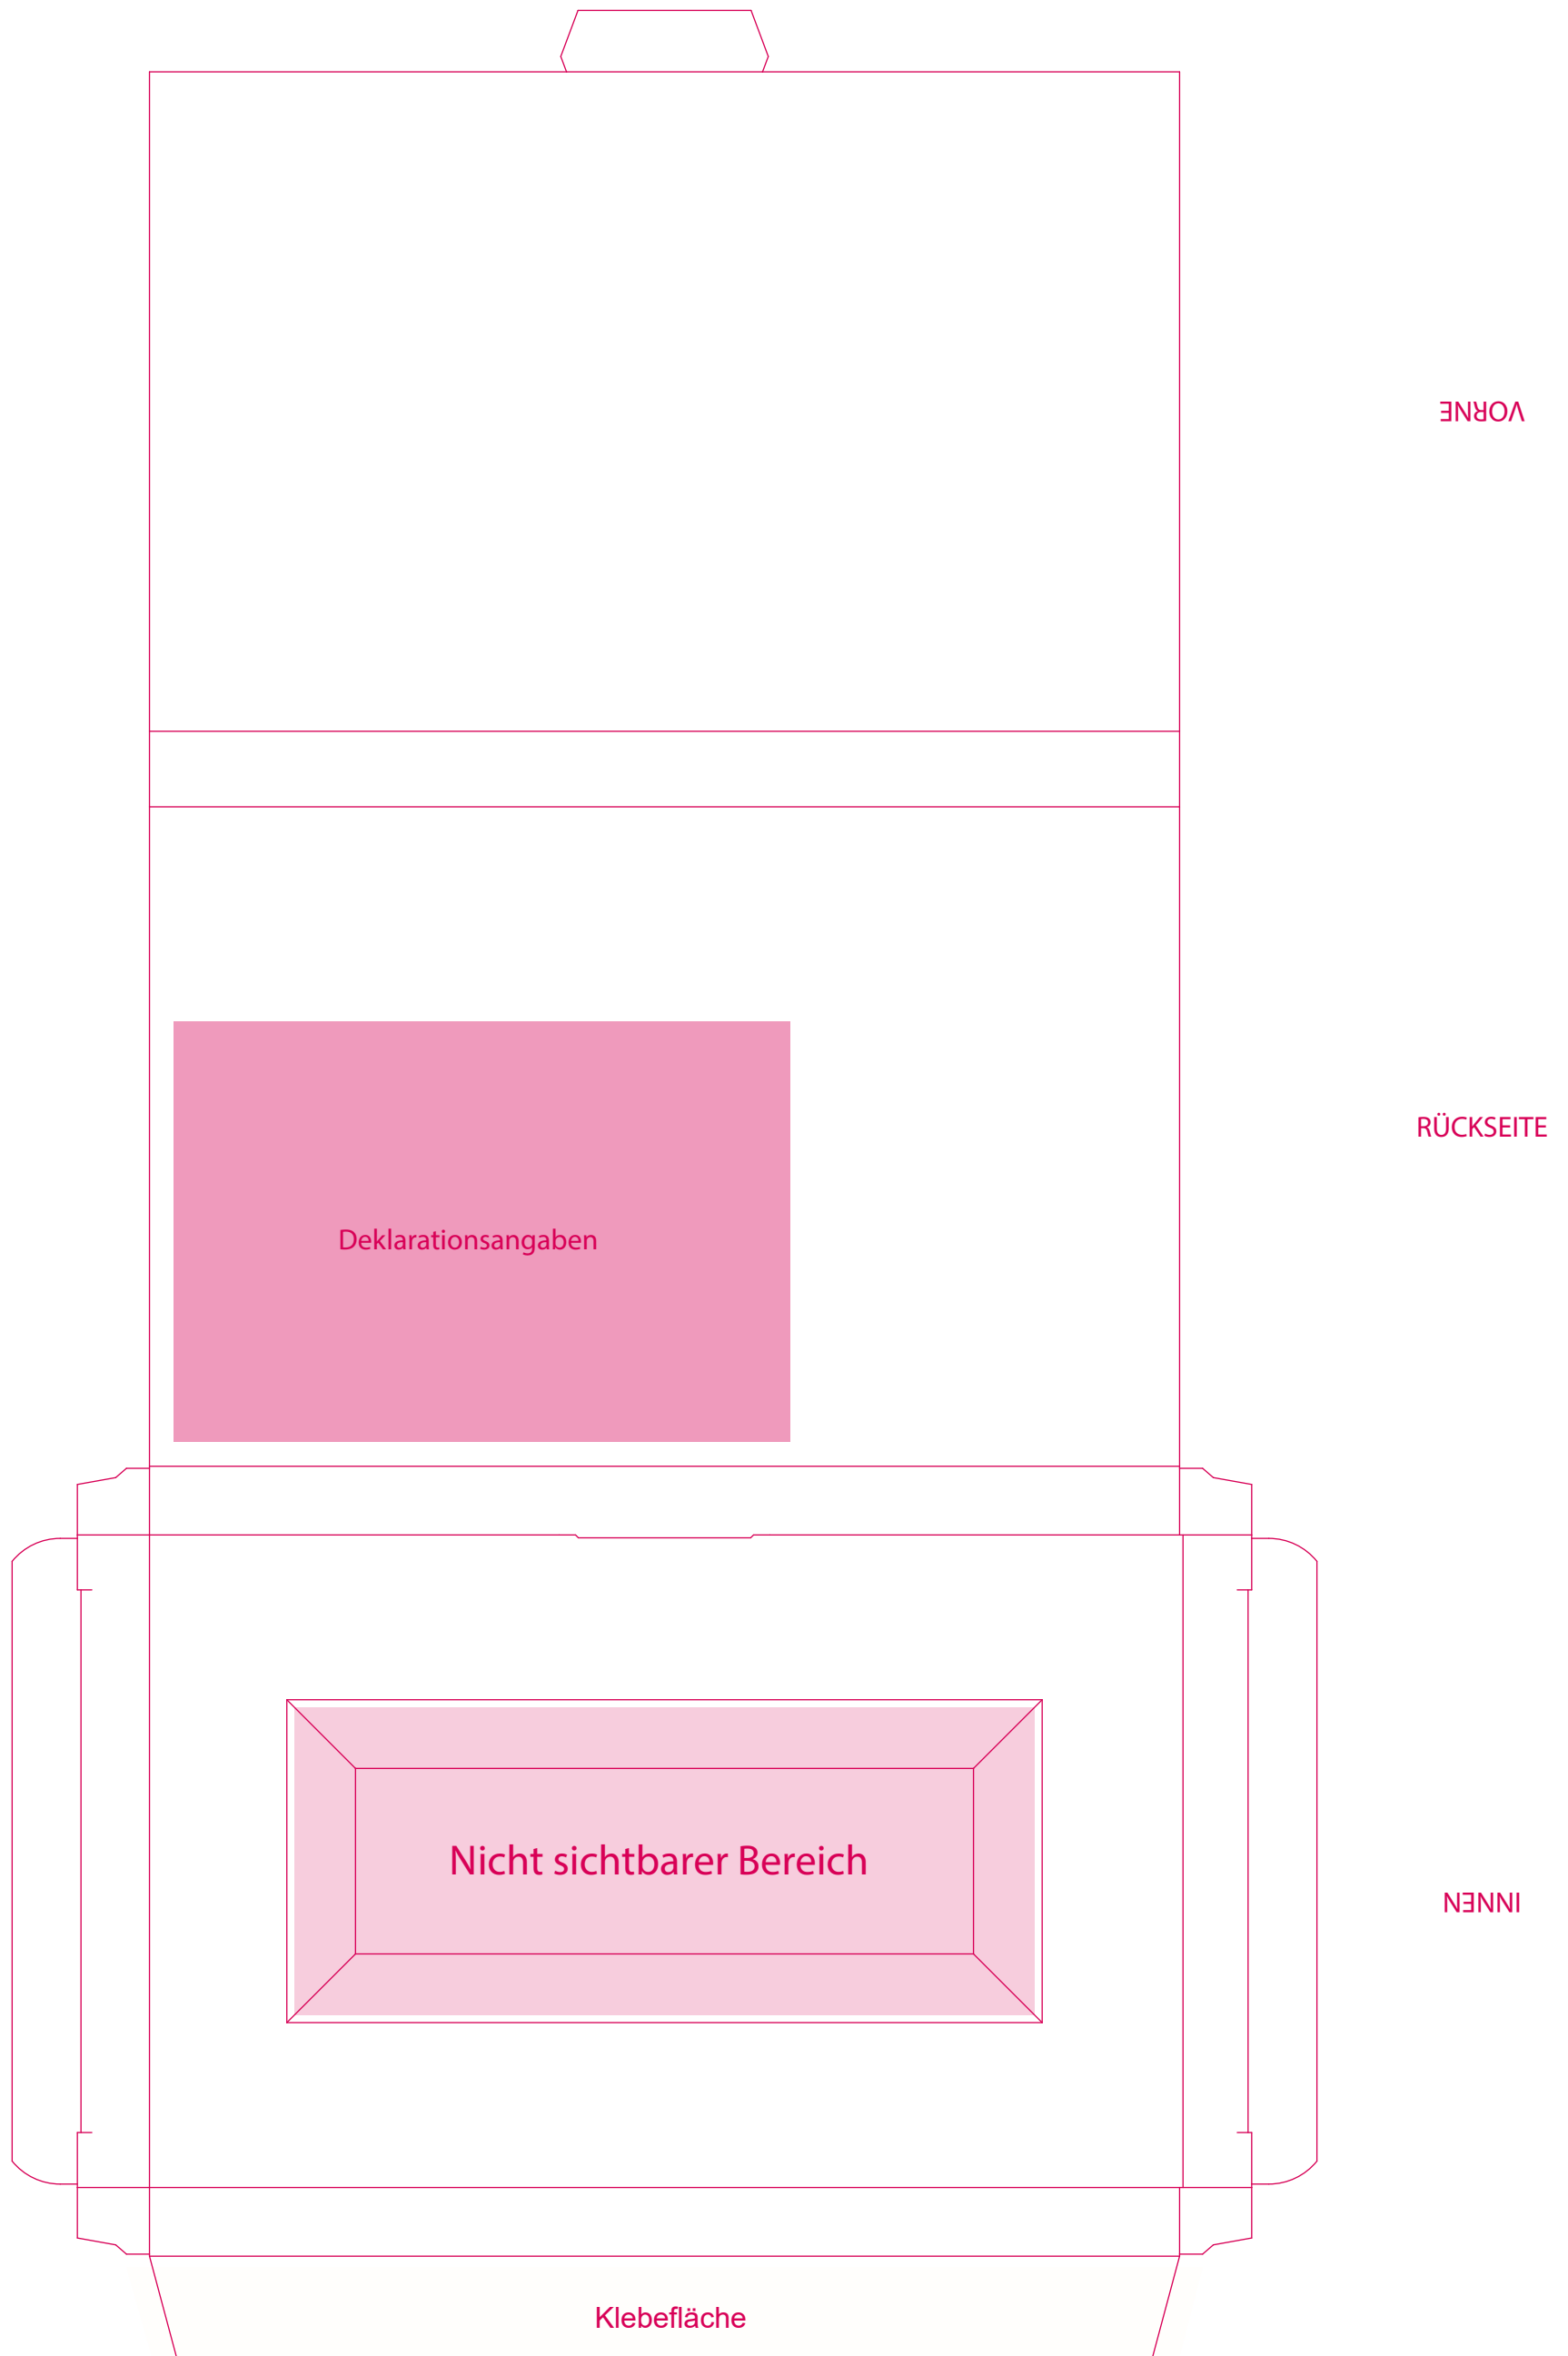 VORNE
RÜCKSEITE
Deklarationsangaben
Nicht sichtbarer Bereich
INNEN
Klebefläche